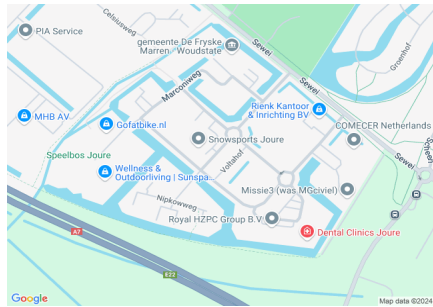 Celsiusweg
PIA Service
gemeente De Fryske
Marren
Woudstate
Sewei
Groenhof
Marconiweg
Rienk Kantoor
& Inrichting BV
MHB AV
Gofatbike.nl
COMECER Netherlands
Snowsports Joure
Speelbos Joure
Voltahof
Sewei
Wellness &
Outdoorliving | Sunspa...
Missie3 (was MGciviel)
Nipkowweg
Royal HZPC Group B.V
Dental Clinics Joure
A7
E22
Google
Map data ©2024